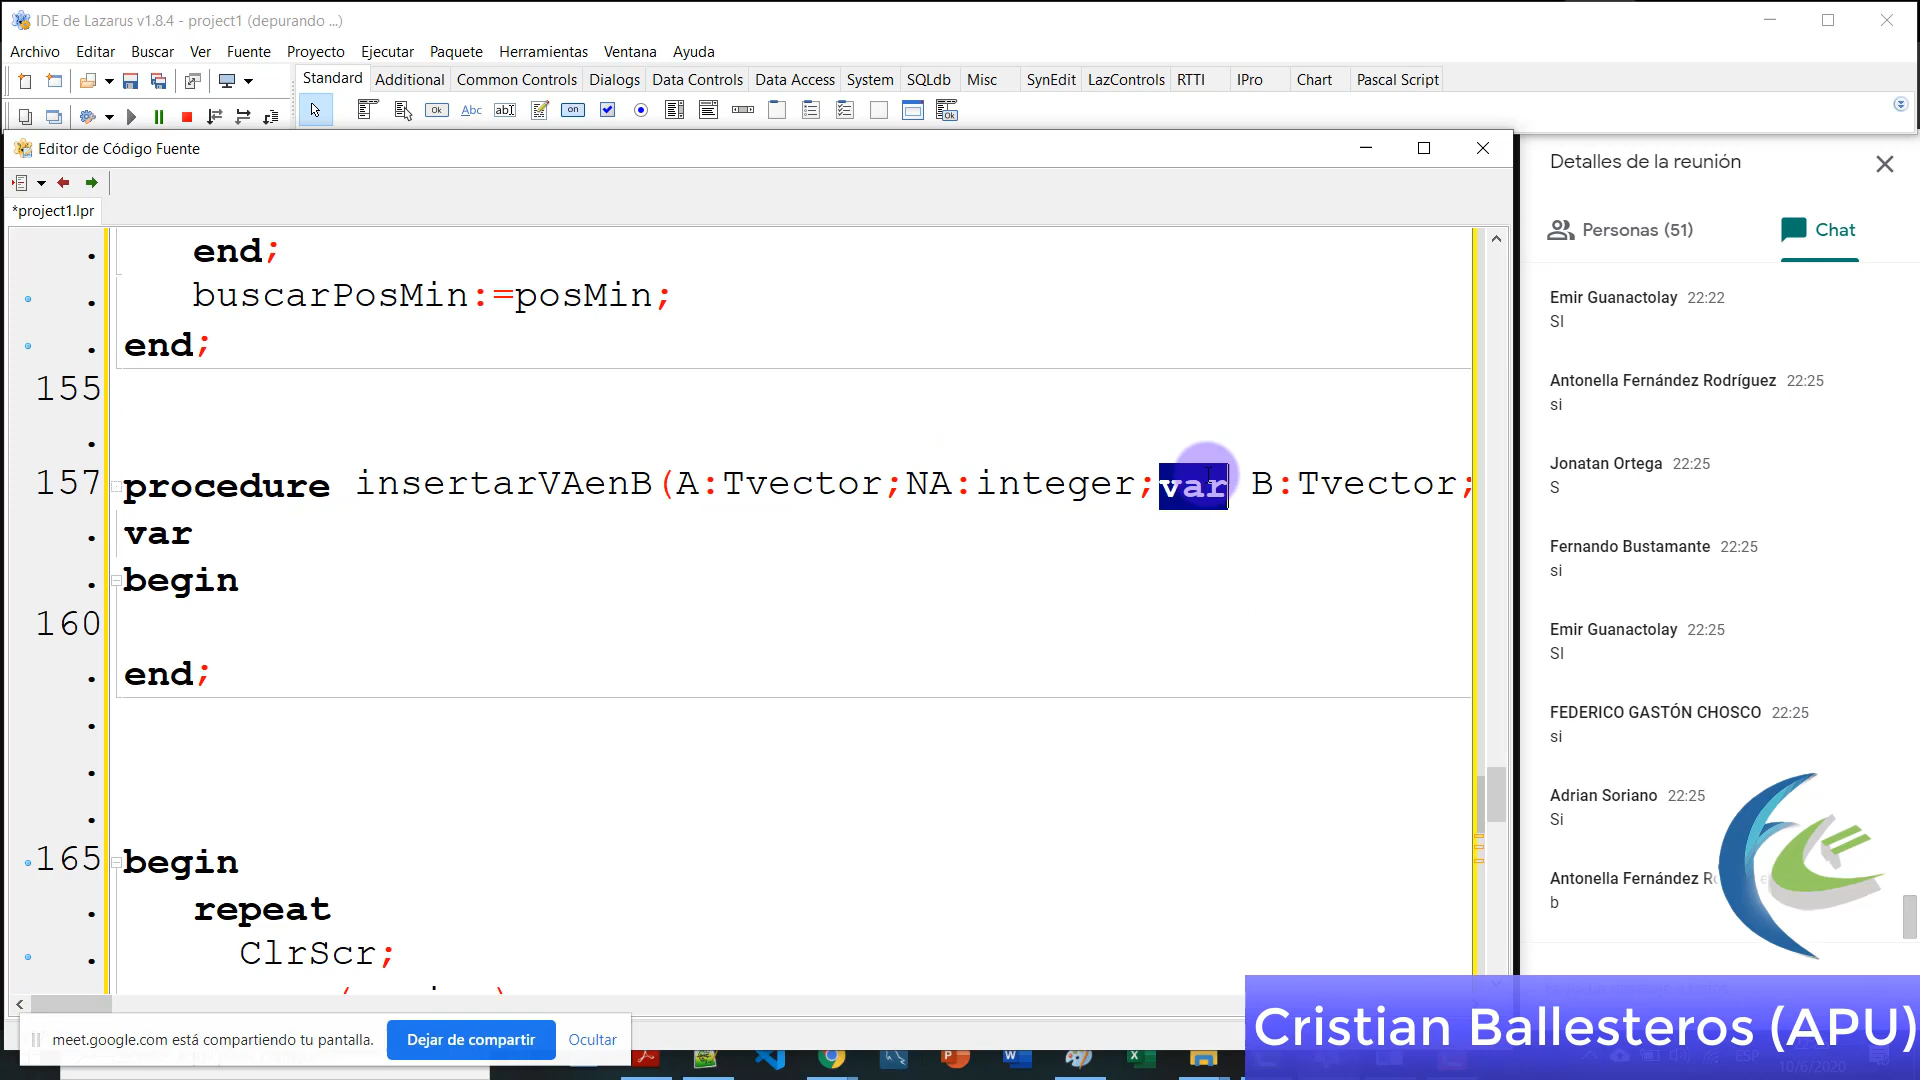 IDE de Lazarus v1.8.4 - project1 (depurando ...)
Archivo Editar Buscar Ver Fuente Proyecto Ejecutar Paquete Herramientas Ventana Ayuda
Standard Additional Common Controls Dialogs Data Controls Data Access System SQLdb Misc SynEdit LazControls RTTI IPro Chart Pascal Script
Editor de Código Fuente
*project1.lpr
end;
buscarPosMin:=posMin;
end;
155
157 procedure insertarVAenB(A:Tvector;NA:integer;var B:Tvector;
var
begin
160
end;
165 begin
repeat
ClrScr;
Detalles de la reunión
Personas (51) Chat
Emir Guanactolay 22:22
SI
Antonella Fernández Rodríguez 22:25
si
Jonatan Ortega 22:25
S
Fernando Bustamante 22:25
si
Emir Guanactolay 22:25
SI
FEDERICO GASTÓN CHOSCO 22:25
si
Adrian Soriano 22:25
Si
Antonella Fernández
b
Cristian Ballesteros (APU)
meet.google.com está compartiendo tu pantalla. Dejar de compartir Ocultar
ESP
10/6/2020